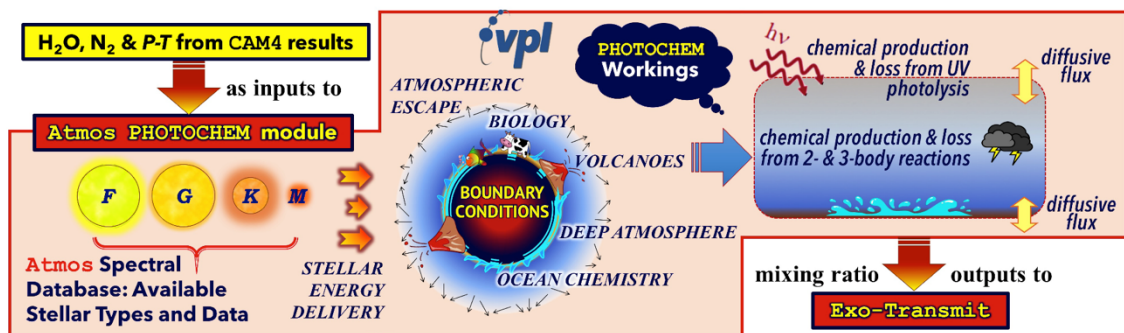 H₂O, N₂ & P-T from CAM4 results
as inputs to
Atmos PHOTOCHEM module
F G K M
Atmos Spectral
Database: Available
Stellar Types and Data
STELLAR
ENERGY
DELIVERY
vpl
ATMOSPHERIC
ESCAPE
BIOLOGY
VOLCANOES
BOUNDARY
CONDITIONS
DEEP ATMOSPHERE
OCEAN CHEMISTRY
PHOTOCHEM
Workings
hν
chemical production
& loss from UV
photolysis
diffusive
flux
chemical production & loss
from 2- & 3-body reactions
diffusive
flux
mixing ratio outputs to
Exo-Transmit